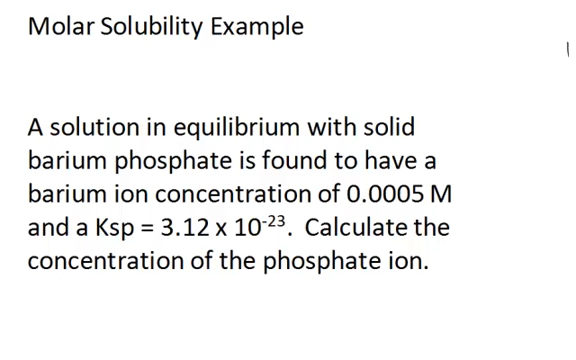 Molar Solubility Example
A solution in equilibrium with solid
barium phosphate is found to have a
barium ion concentration of 0.0005 M
and a Ksp = 3.12 x 10⁻²³. Calculate the
concentration of the phosphate ion.